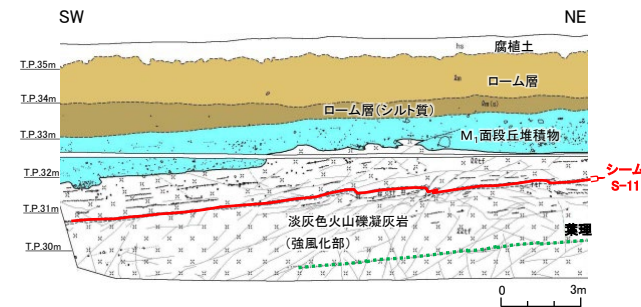 SW
NE
腐植土
T.P.35m
ローム層
T.P.34m
ローム層(シルト質)
T.P.33m
M₁面段丘堆積物
T.P.32m
シーム
S-11
T.P.31m
淡灰色火山礫凝灰岩
(強風化部)
葉理
T.P.30m
0
3m